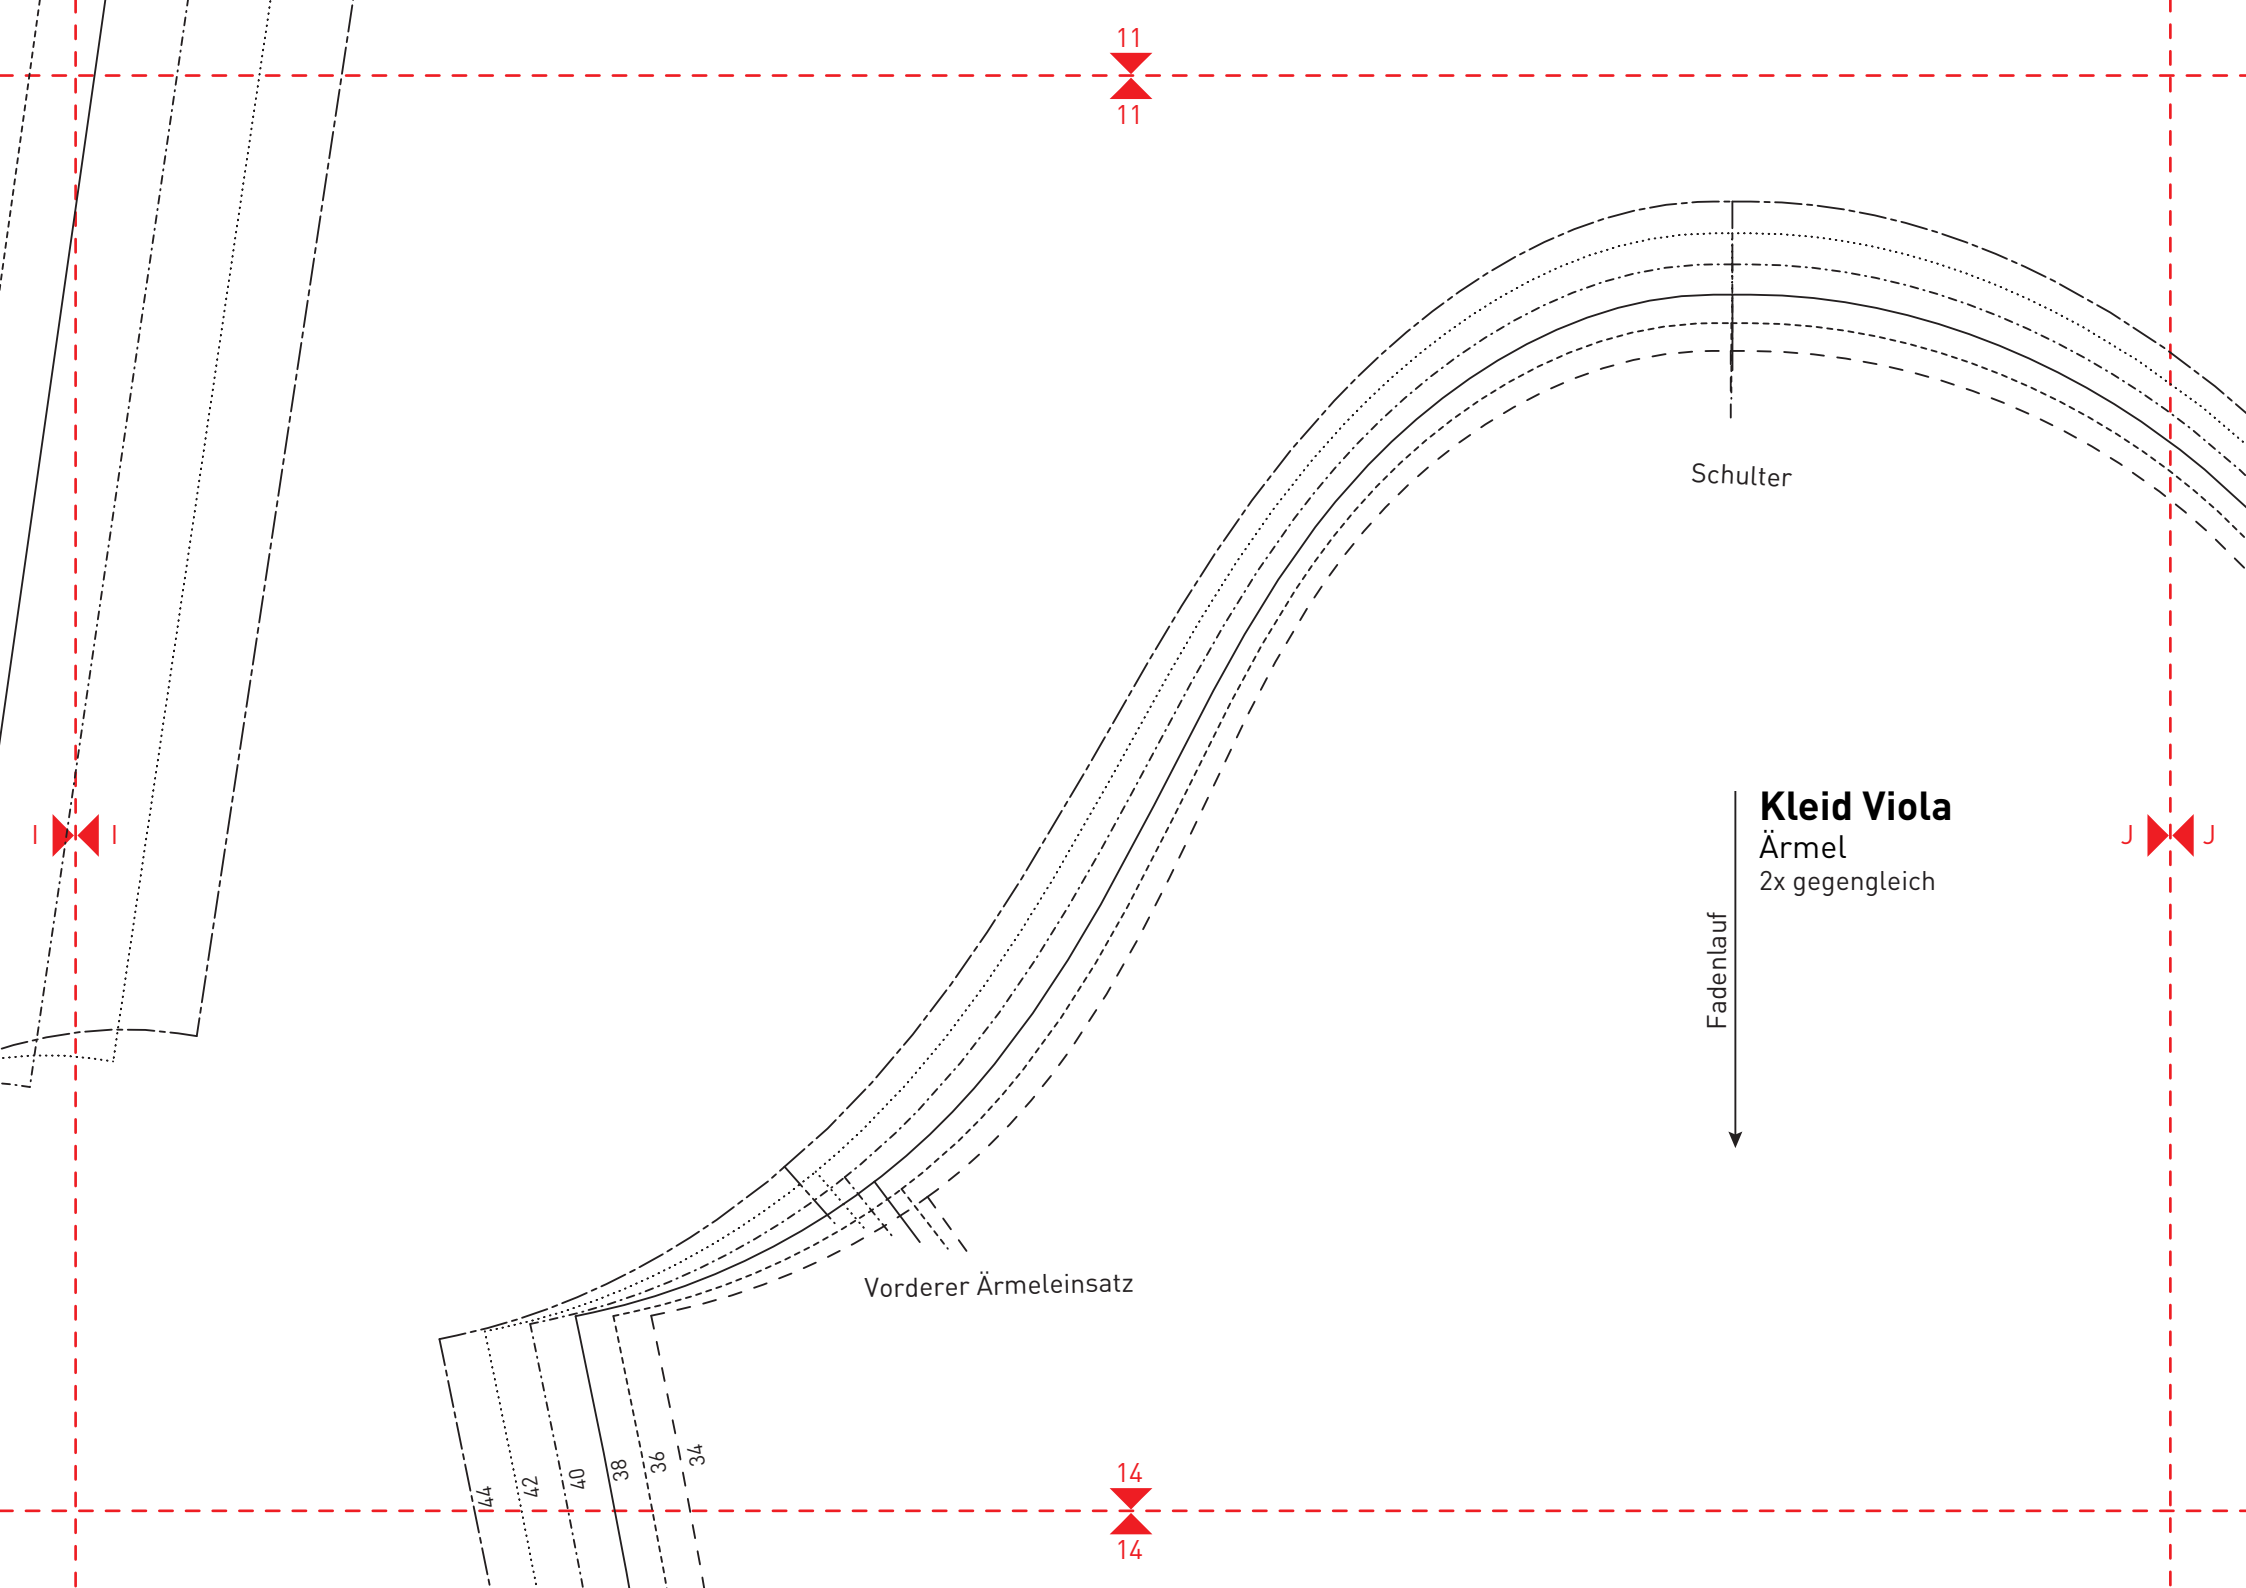 11
11
Schulter
Kleid Viola
Ärmel
2x gegengleich
Fadenlauf
I I
J J
Vorderer Ärmeleinsatz
44
42
40
38
36
34
14
14